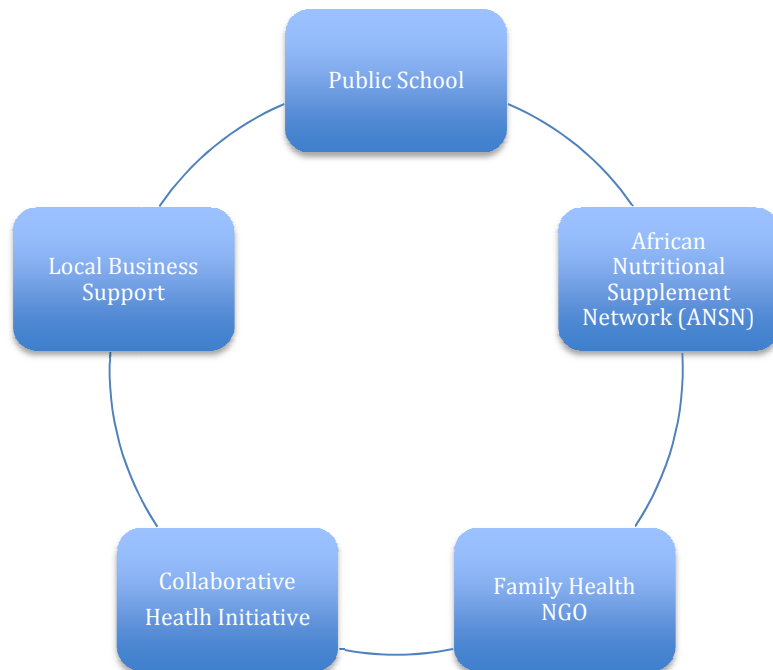 Public School
African
Nutritional
Supplement
Network (ANSN)
Family Health
NGO
Collaborative
Heatlh Initiative
Local Business
Support